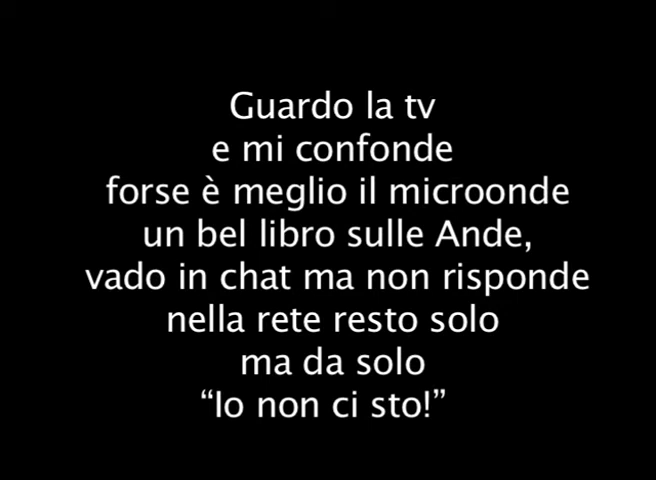 Guardo la tv
e mi confonde
forse è meglio il microonde
un bel libro sulle Ande,
vado in chat ma non risponde
nella rete resto solo
ma da solo
“Io non ci sto!”